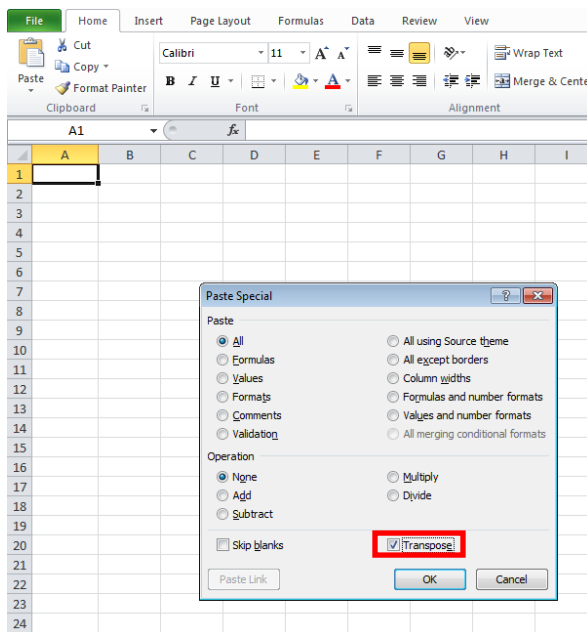 File Home Insert Page Layout Formulas Data Review View
Cut
Copy
Format Painter
Paste
Clipboard
Calibri 11 A A
B I U A
Font
Wrap Text
Merge & Cente
Alignment
A1 fx
A B C D E F G H I
1
2
3
4
5
6
7
8
9
10
11
12
13
14
15
16
17
18
19
20
21
22
23
24
Paste Special ?
Paste
All All using Source theme
Formulas All except borders
Values Column widths
Formats Formulas and number formats
Comments Values and number formats
Validation All merging conditional formats
Operation
None Multiply
Add Divide
Subtract
Skip blanks Transpose
Paste Link OK Cancel